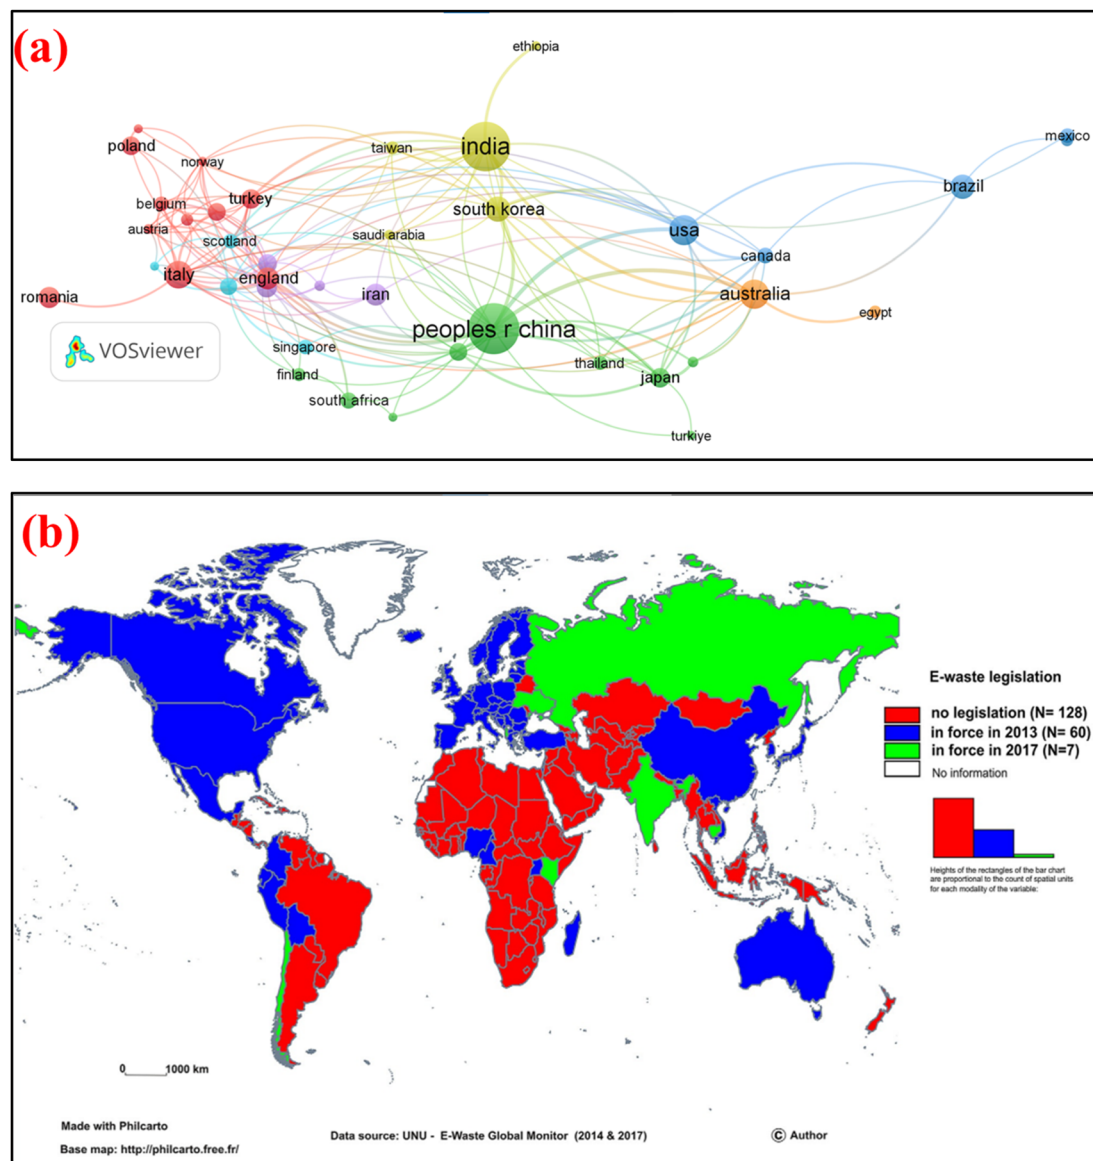 (a)
ethiopia
mexico
poland
taiwan
india
norway
brazil
belgium
turkey
south korea
austria
scotland
saudi arabia
usa
canada
italy
england
romania
iran
australia
egypt
peoples r china
VOSviewer
singapore
thailand
finland
japan
south africa
turkiye
(b)
E-waste legislation
no legislation (N= 128)
in force in 2013 (N= 60)
in force in 2017 (N=7)
No information
Heights of the rectangles of the bar chart
are proportional to the count of spatial units
for each modality of the variable:
0 1000 km
Made with Philcarto
Base map: http://philcarto.free.fr/
Data source: UNU - E-Waste Global Monitor (2014 & 2017)
© Author